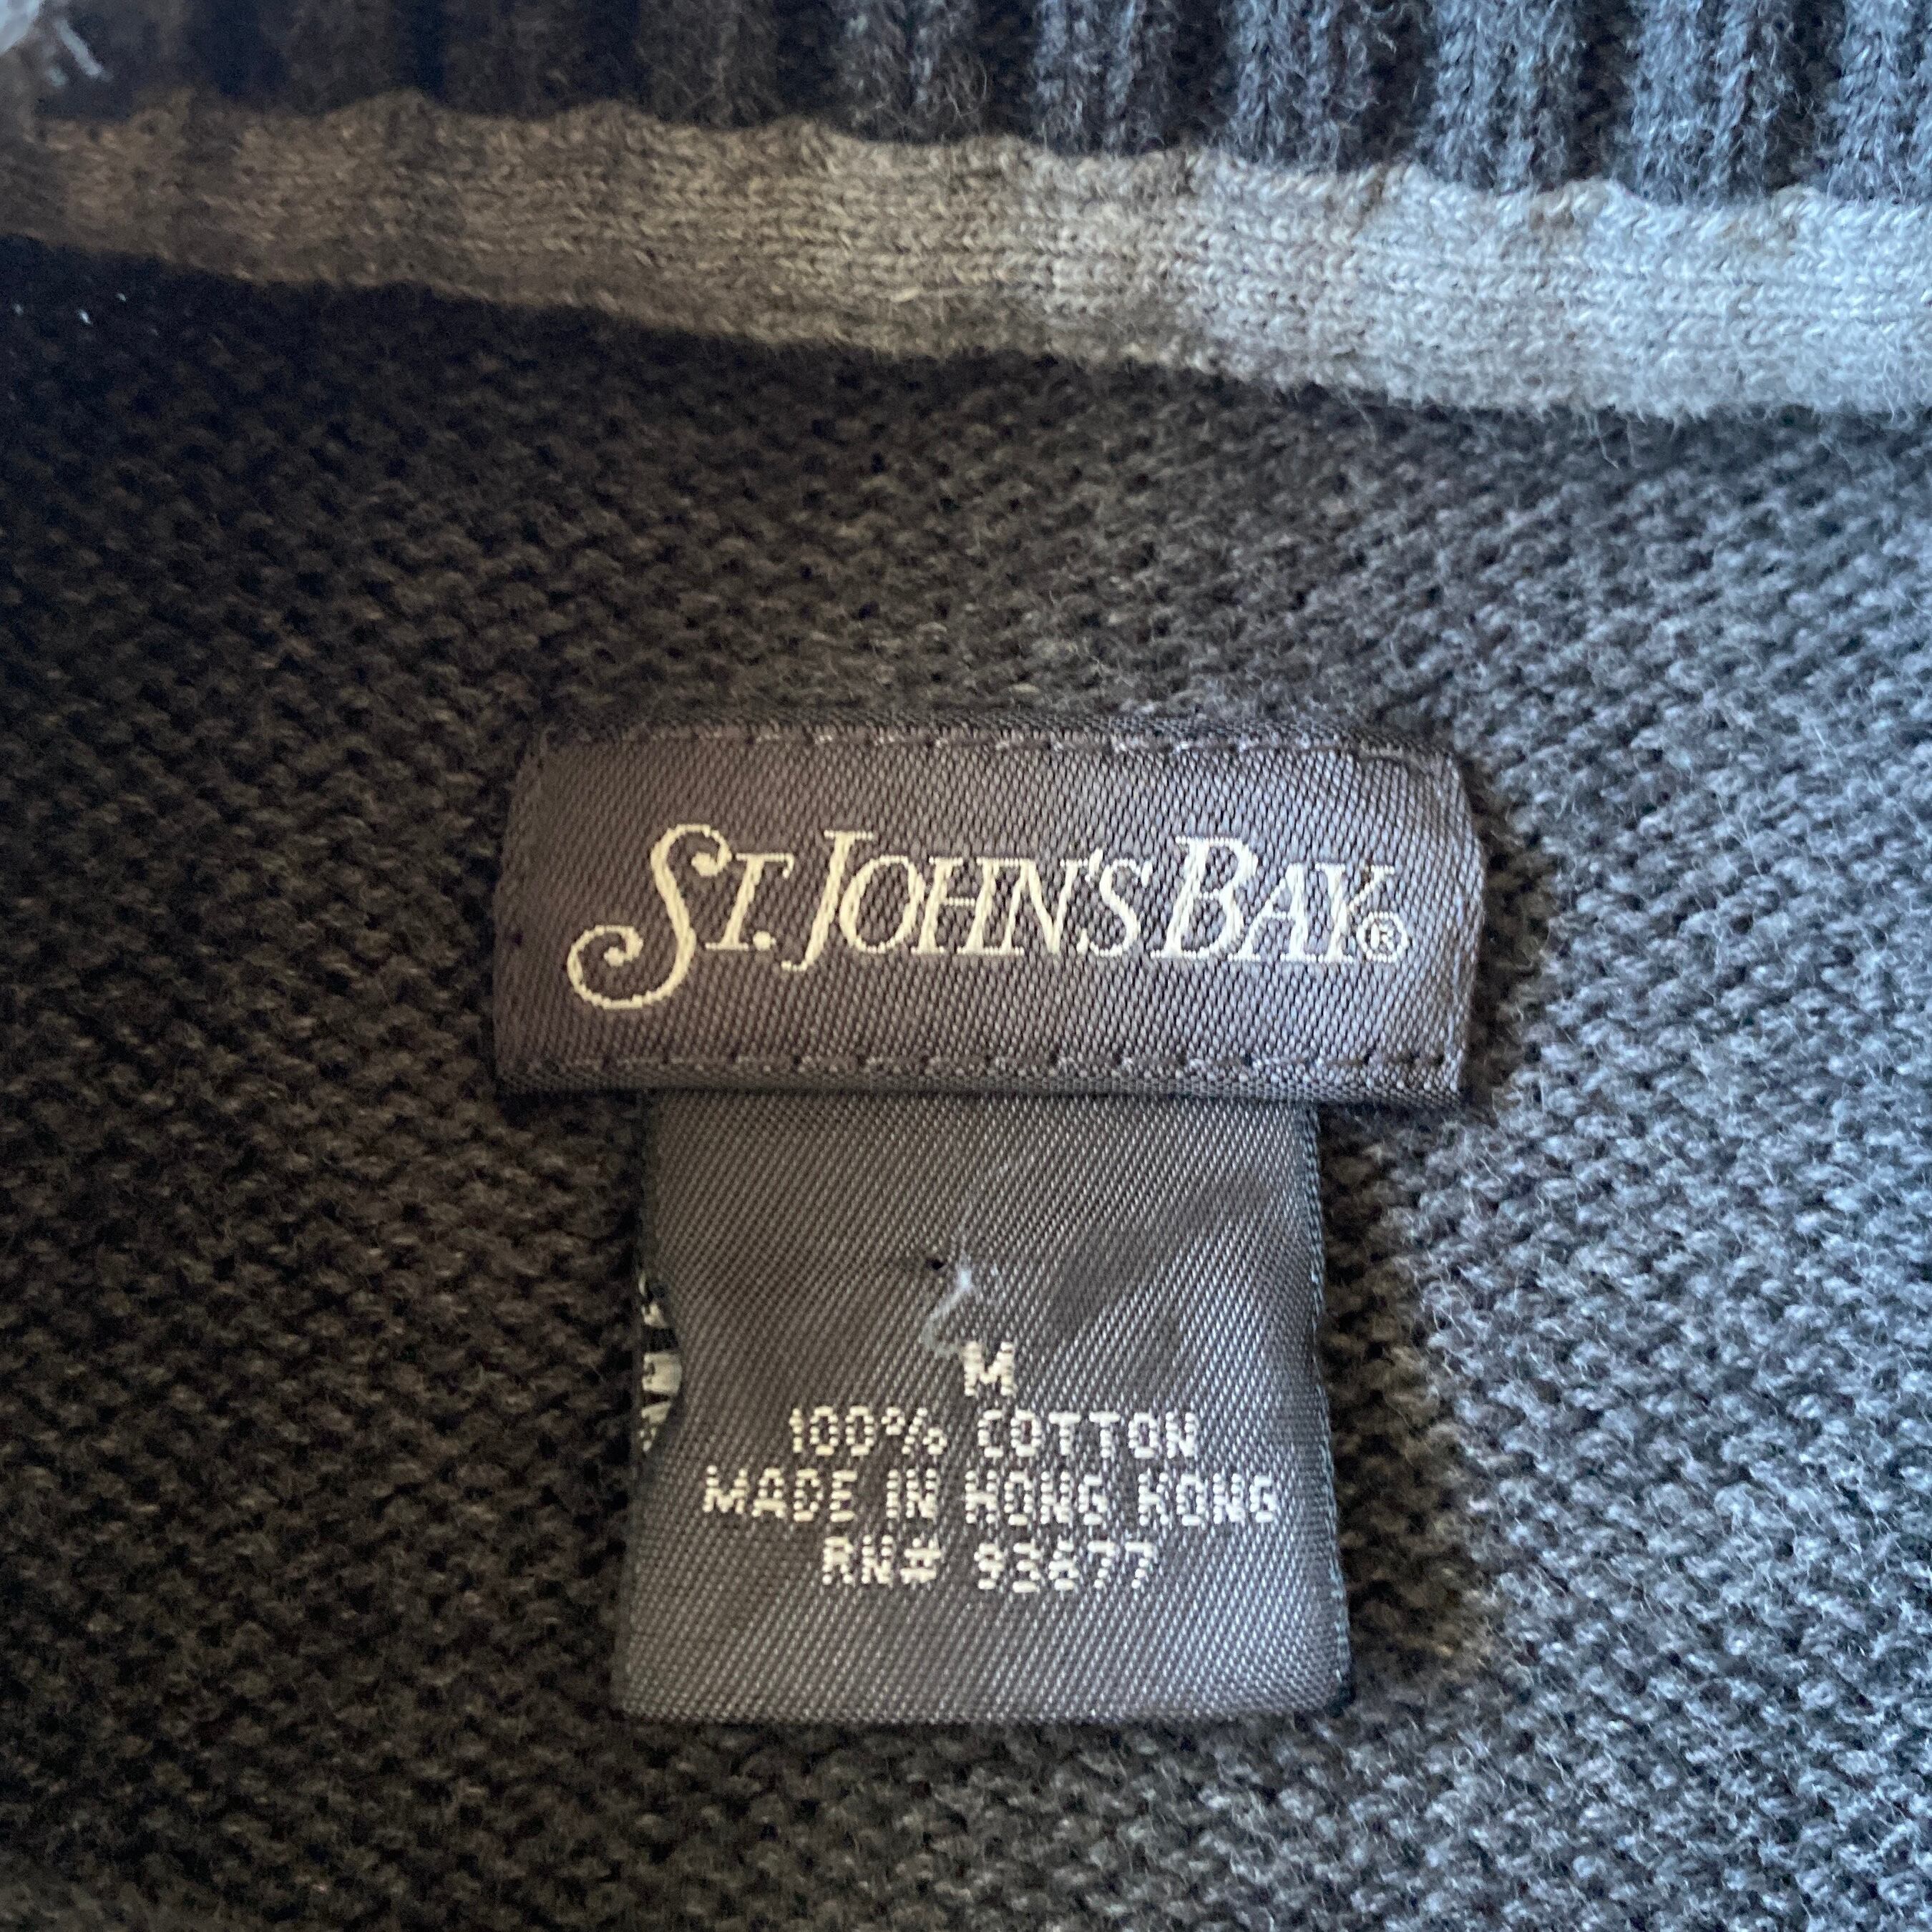 ST. JOHN'S BAY®
M
100% COTTON
MADE IN HONG KONG
RN# 93677